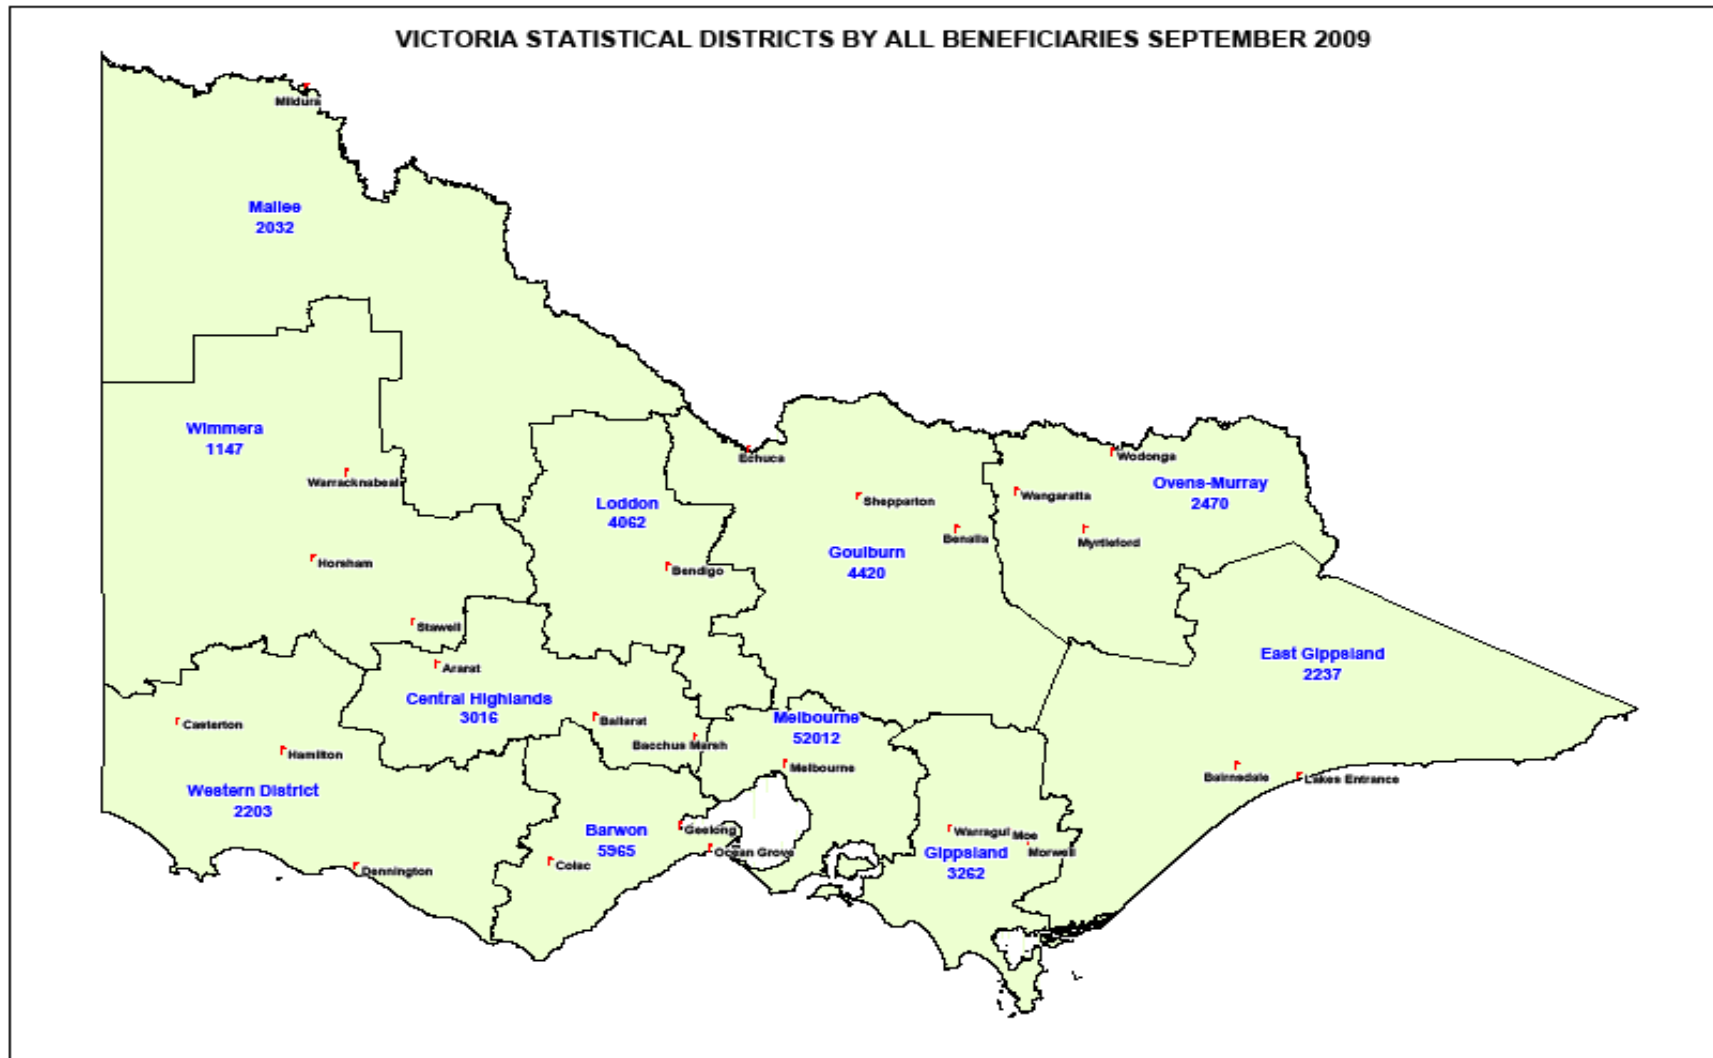 VICTORIA STATISTICAL DISTRICTS BY ALL BENEFICIARIES SEPTEMBER 2009
Mildura
Mallee
2032
Wimmera
1147
Warracknabeal
Horsham
Stawell
Loddon
4062
Bendigo
Echuca
Shepparton
Benalla
Goulburn
4420
Wodonga
Wangaratta
Ovens-Murray
2470
Myrtleford
East Gippsland
2237
Bairnsdale
Lakes Entrance
Ararat
Central Highlands
3016
Ballarat
Bacchus Marsh
Melbourne
52012
Melbourne
Casterton
Hamilton
Western District
2203
Dennington
Barwon
5965
Colac
Geelong
Ocean Grove
Warragul
Moe
Morwell
Gippsland
3262